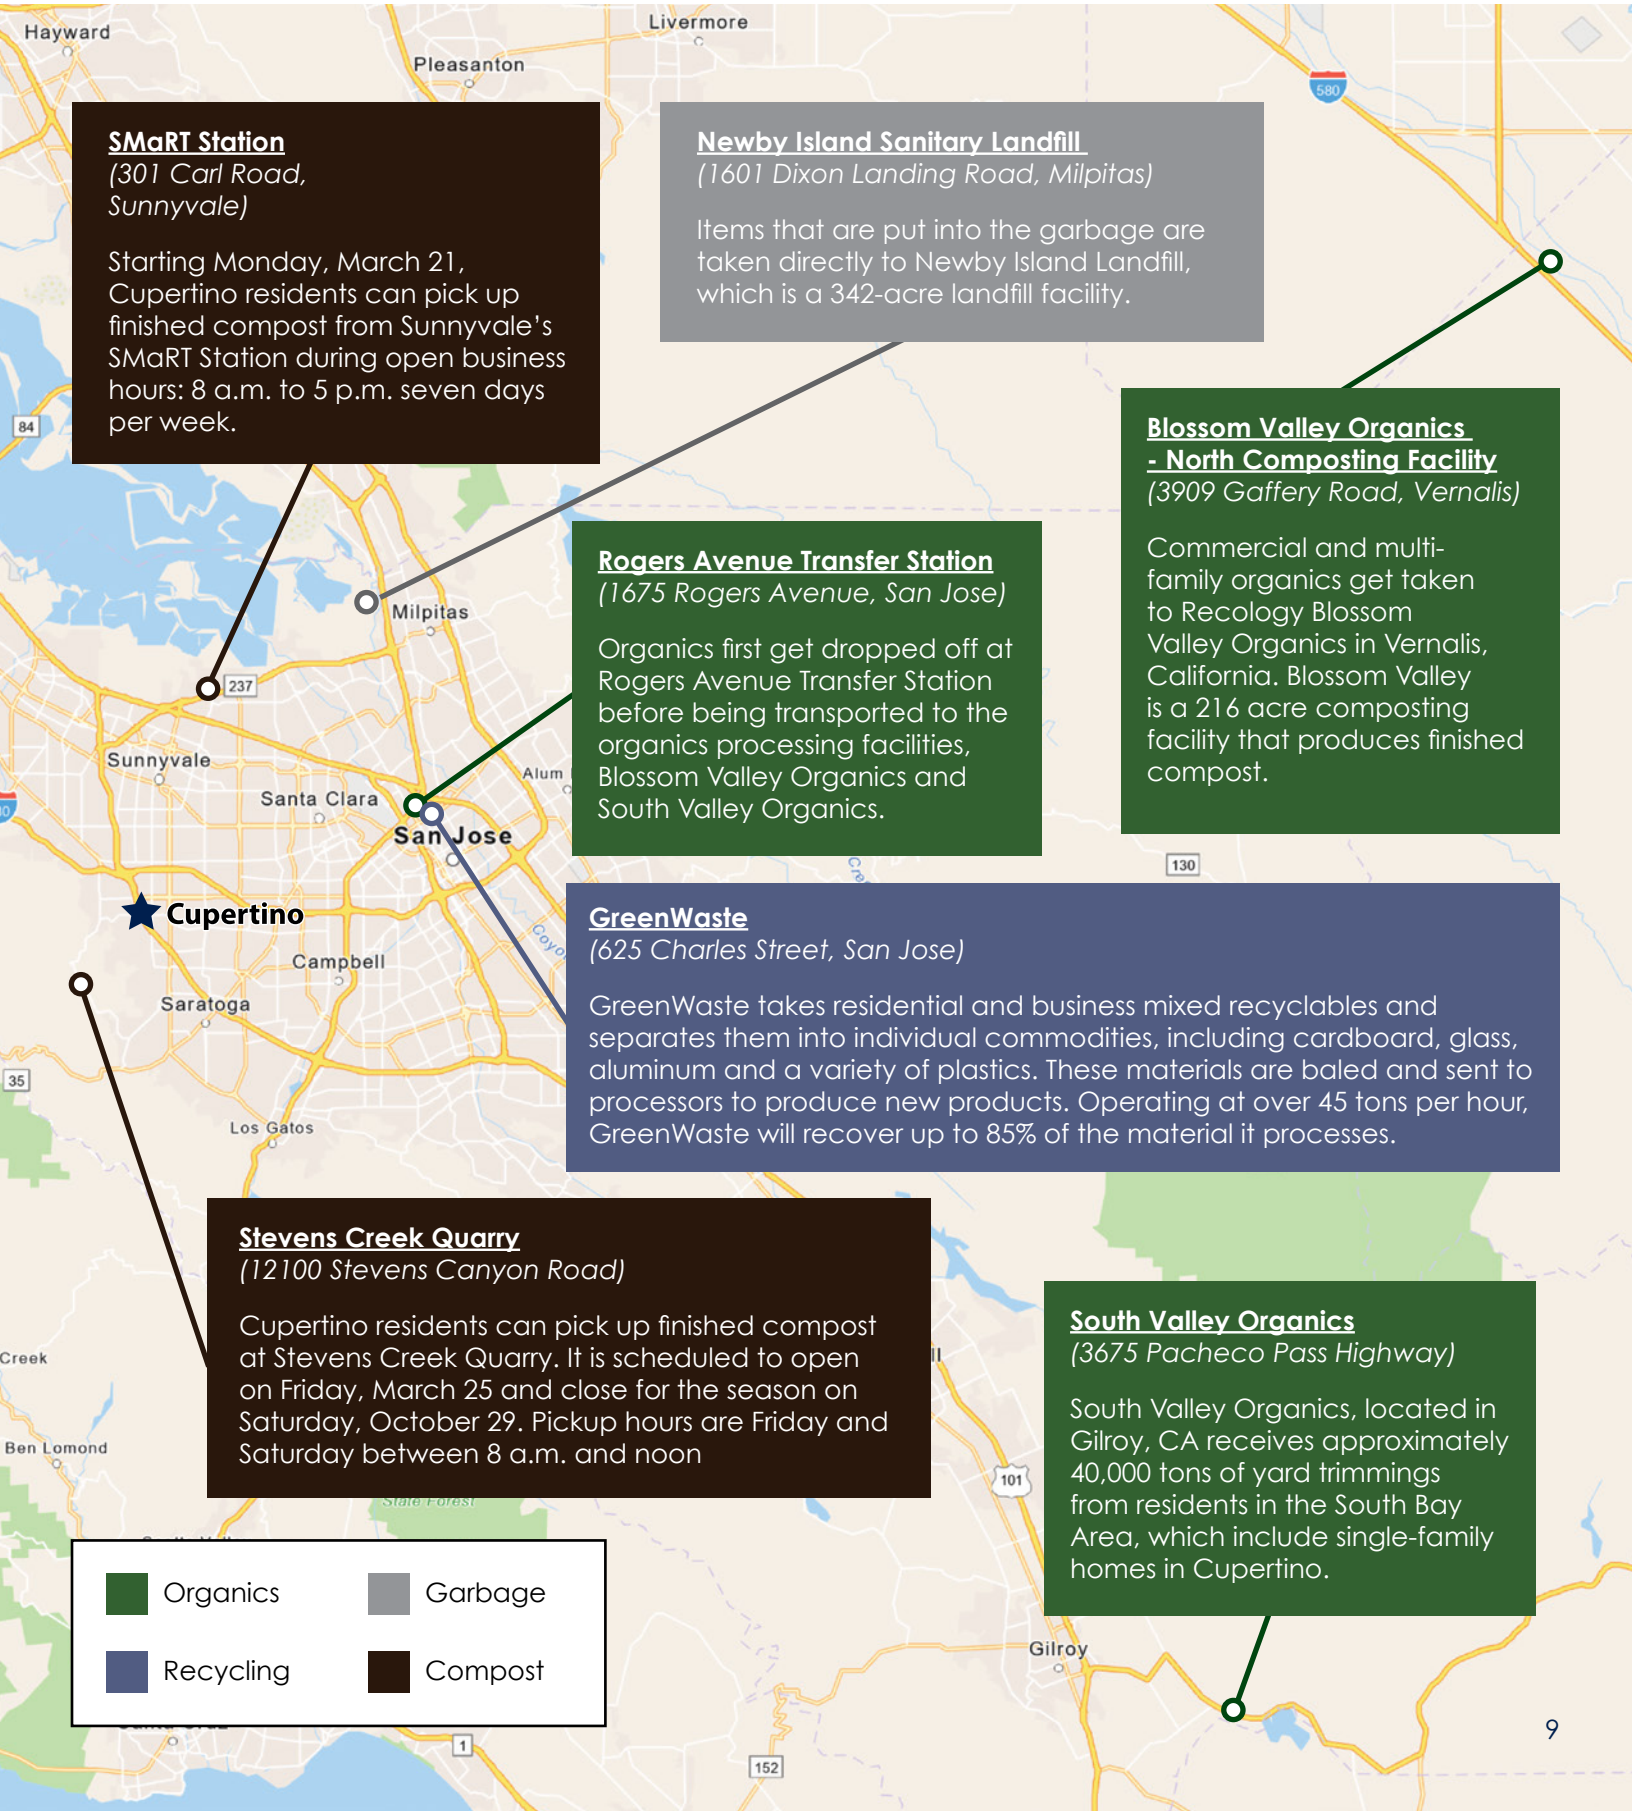 Hayward
Livermore
Pleasanton
580
SMaRT Station
(301 Carl Road,
Sunnyvale)
Starting Monday, March 21,
Cupertino residents can pick up
finished compost from Sunnyvale’s
SMaRT Station during open business
hours: 8 a.m. to 5 p.m. seven days
per week.
Newby Island Sanitary Landfill
(1601 Dixon Landing Road, Milpitas)
Items that are put into the garbage are
taken directly to Newby Island Landfill,
which is a 342-acre landfill facility.
84
Blossom Valley Organics
- North Composting Facility
(3909 Gaffery Road, Vernalis)
Commercial and multi-
family organics get taken
to Recology Blossom
Valley Organics in Vernalis,
California. Blossom Valley
is a 216 acre composting
facility that produces finished
compost.
Rogers Avenue Transfer Station
(1675 Rogers Avenue, San Jose)
Organics first get dropped off at
Rogers Avenue Transfer Station
before being transported to the
organics processing facilities,
Blossom Valley Organics and
South Valley Organics.
Milpitas
237
Sunnyvale
Santa Clara
Alum
San Jose
130
Cupertino
Campbell
Saratoga
GreenWaste
(625 Charles Street, San Jose)
GreenWaste takes residential and business mixed recyclables and
separates them into individual commodities, including cardboard, glass,
aluminum and a variety of plastics. These materials are baled and sent to
processors to produce new products. Operating at over 45 tons per hour,
GreenWaste will recover up to 85% of the material it processes.
35
Los Gatos
Stevens Creek Quarry
(12100 Stevens Canyon Road)
Cupertino residents can pick up finished compost
at Stevens Creek Quarry. It is scheduled to open
on Friday, March 25 and close for the season on
Saturday, October 29. Pickup hours are Friday and
Saturday between 8 a.m. and noon
South Valley Organics
(3675 Pacheco Pass Highway)
South Valley Organics, located in
Gilroy, CA receives approximately
40,000 tons of yard trimmings
from residents in the South Bay
Area, which include single-family
homes in Cupertino.
Creek
Ben Lomond
101
State Forest
Organics
Garbage
Recycling
Compost
Gilroy
1
152
9